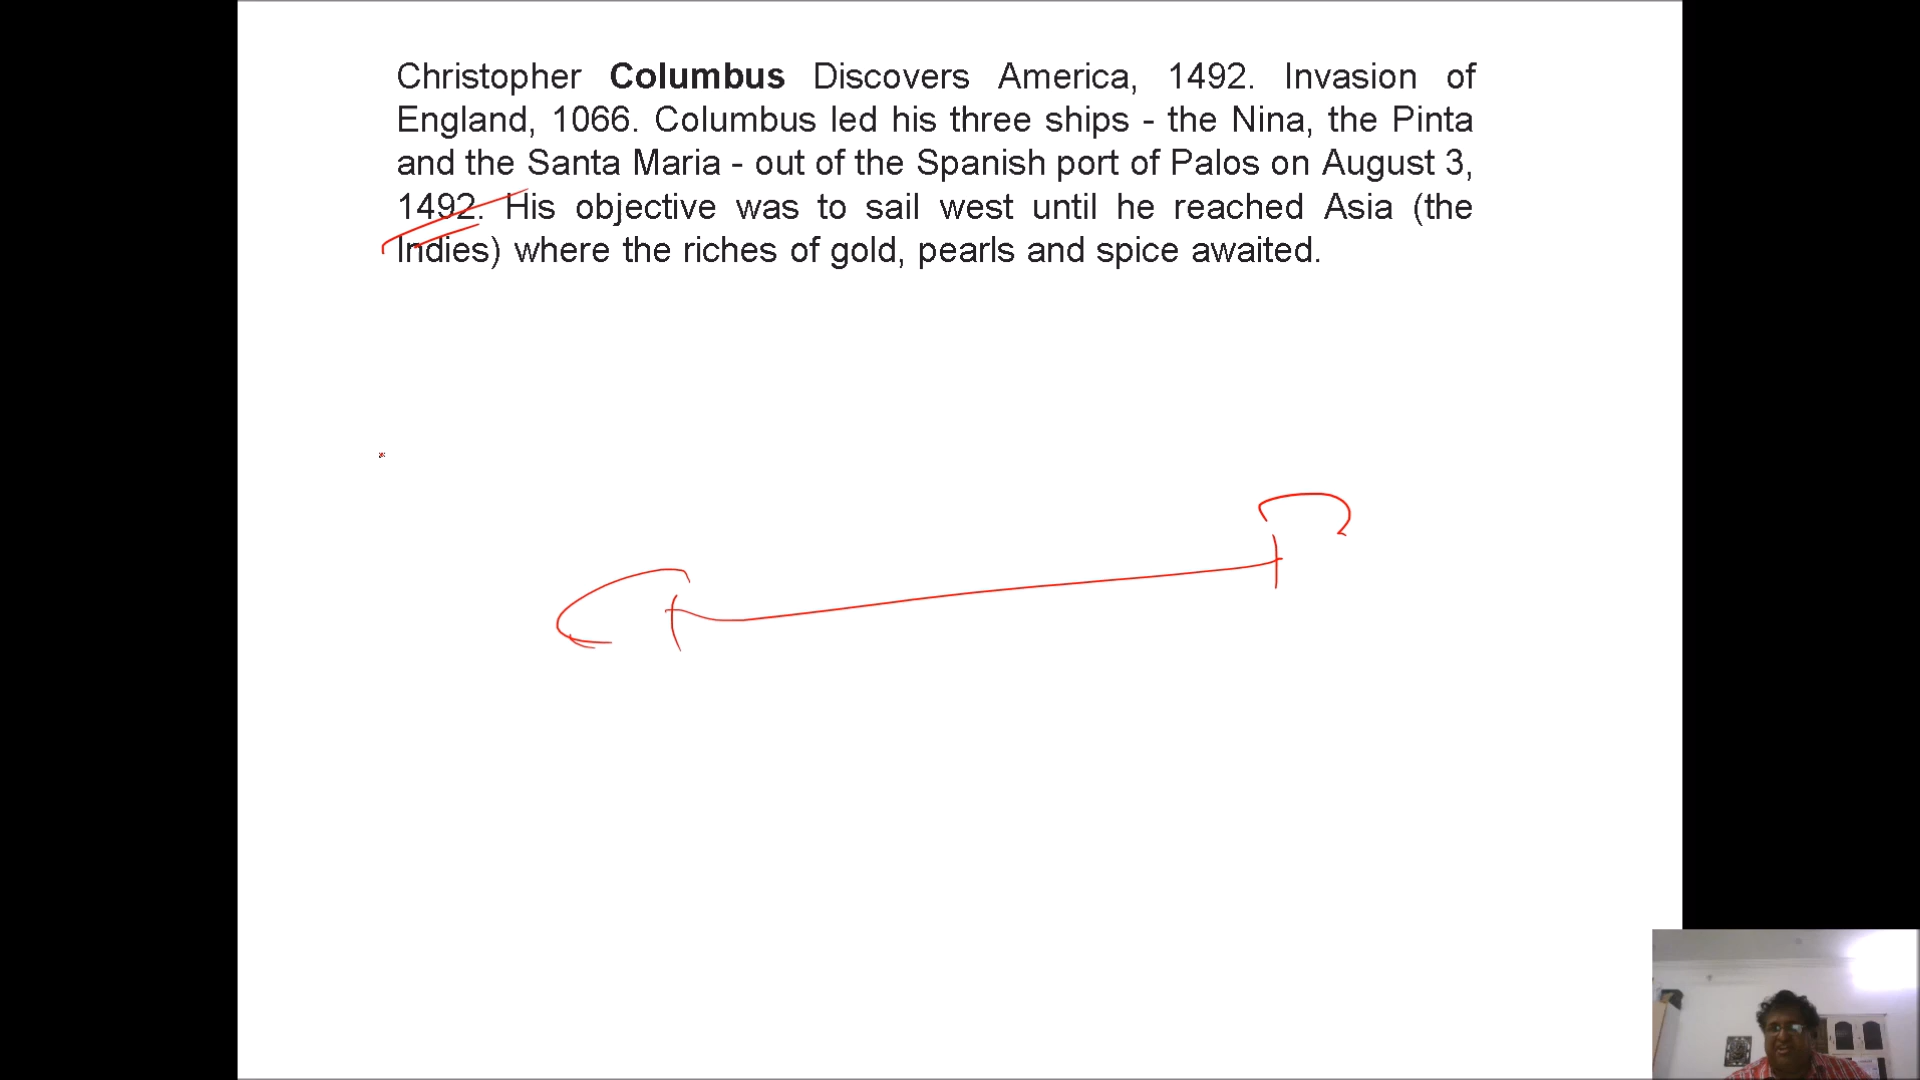 Christopher Columbus Discovers America, 1492. Invasion of
England, 1066. Columbus led his three ships - the Nina, the Pinta
and the Santa Maria - out of the Spanish port of Palos on August 3,
1492. His objective was to sail west until he reached Asia (the
Indies) where the riches of gold, pearls and spice awaited.